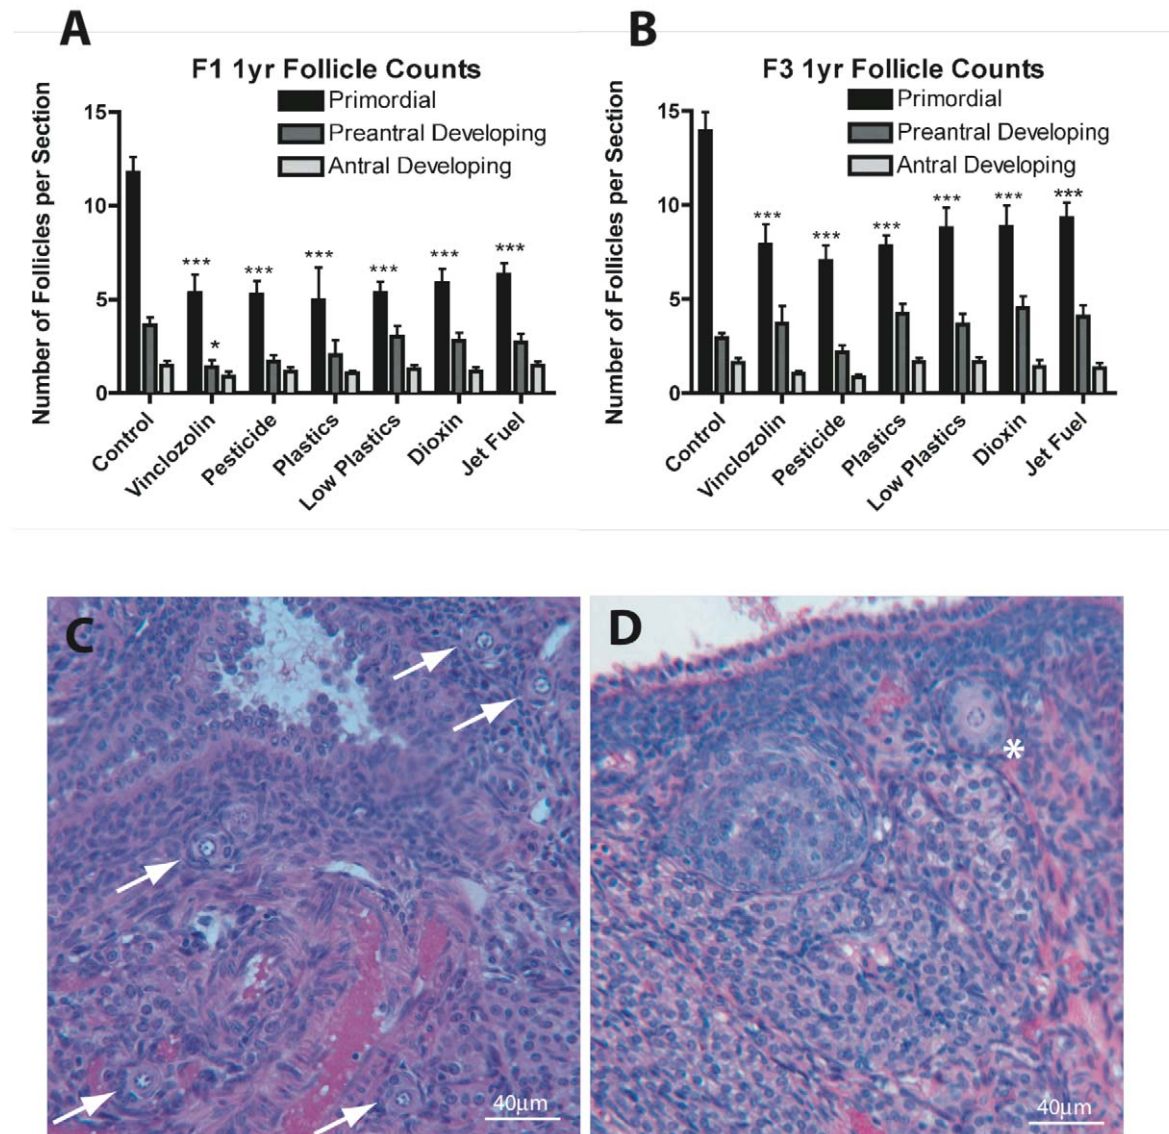 A
F1 1yr Follicle Counts
Primordial
Preantral Developing
Antral Developing
Number of Follicles per Section
15
10
5
0
***
***
***
***
***
***
*
Control
Vinclozolin
Pesticide
Plastics
Low Plastics
Dioxin
Jet Fuel
B
F3 1yr Follicle Counts
Primordial
Preantral Developing
Antral Developing
Number of Follicles per Section
15
10
5
0
***
***
***
***
***
***
Control
Vinclozolin
Pesticide
Plastics
Low Plastics
Dioxin
Jet Fuel
C
40μm
D
*
40μm